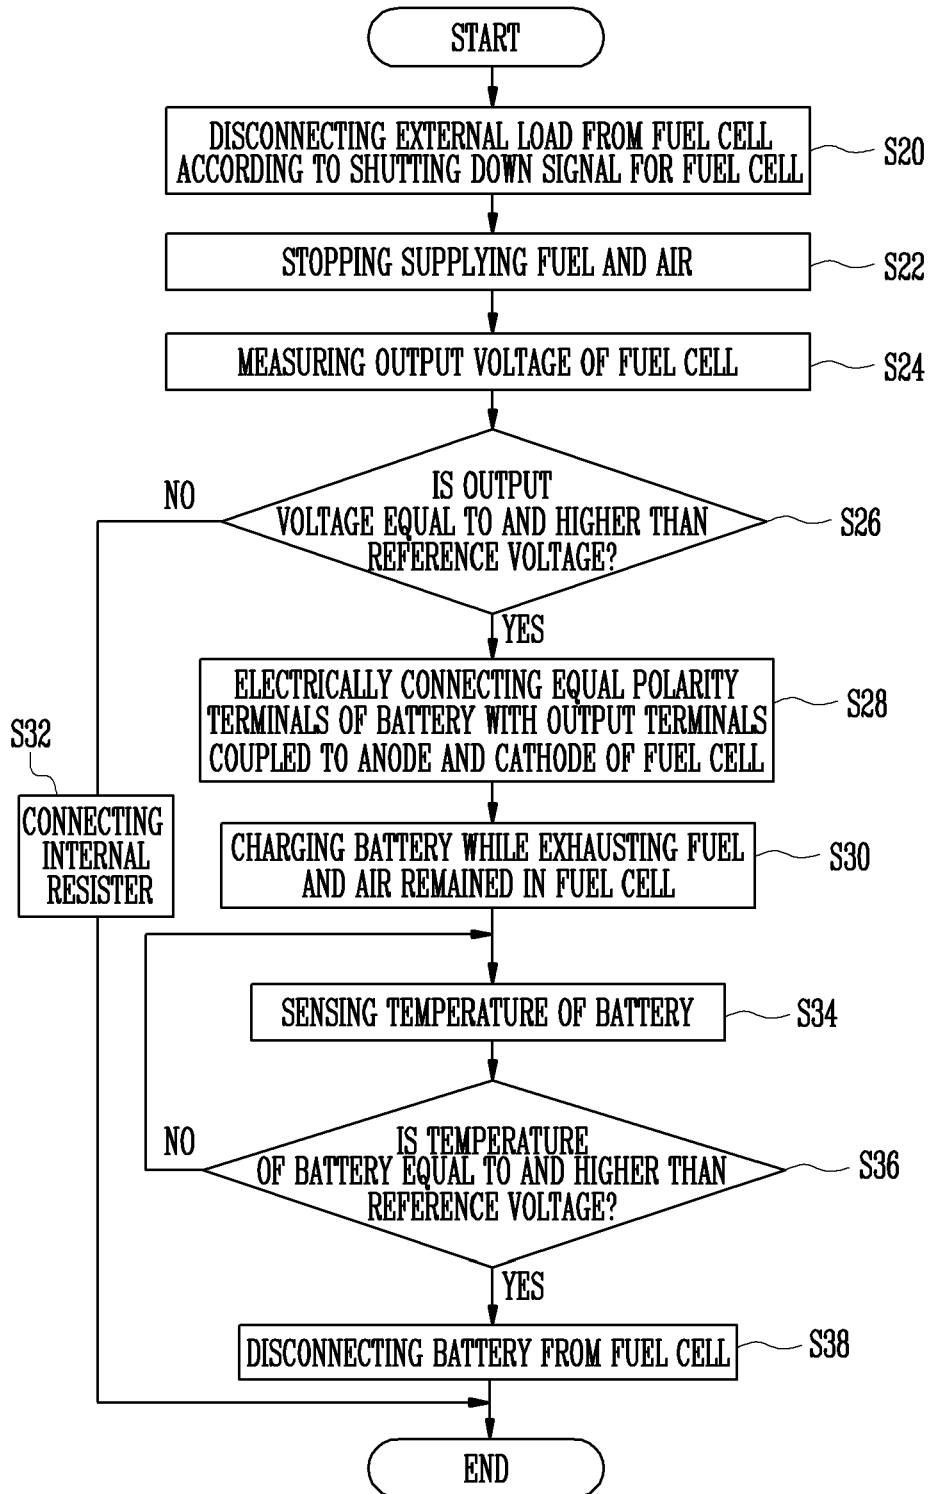 START
DISCONNECTING EXTERNAL LOAD FROM FUEL CELL
ACCORDING TO SHUTTING DOWN SIGNAL FOR FUEL CELL
S20
STOPPING SUPPLYING FUEL AND AIR
S22
MEASURING OUTPUT VOLTAGE OF FUEL CELL
S24
IS OUTPUT
VOLTAGE EQUAL TO AND HIGHER THAN
REFERENCE VOLTAGE?
S26
NO
YES
ELECTRICALLY CONNECTING EQUAL POLARITY
TERMINALS OF BATTERY WITH OUTPUT TERMINALS
COUPLED TO ANODE AND CATHODE OF FUEL CELL
S28
S32
CONNECTING
INTERNAL
RESISTER
CHARGING BATTERY WHILE EXHAUSTING FUEL
AND AIR REMAINED IN FUEL CELL
S30
SENSING TEMPERATURE OF BATTERY
S34
IS TEMPERATURE
OF BATTERY EQUAL TO AND HIGHER THAN
REFERENCE VOLTAGE?
S36
NO
YES
DISCONNECTING BATTERY FROM FUEL CELL
S38
END